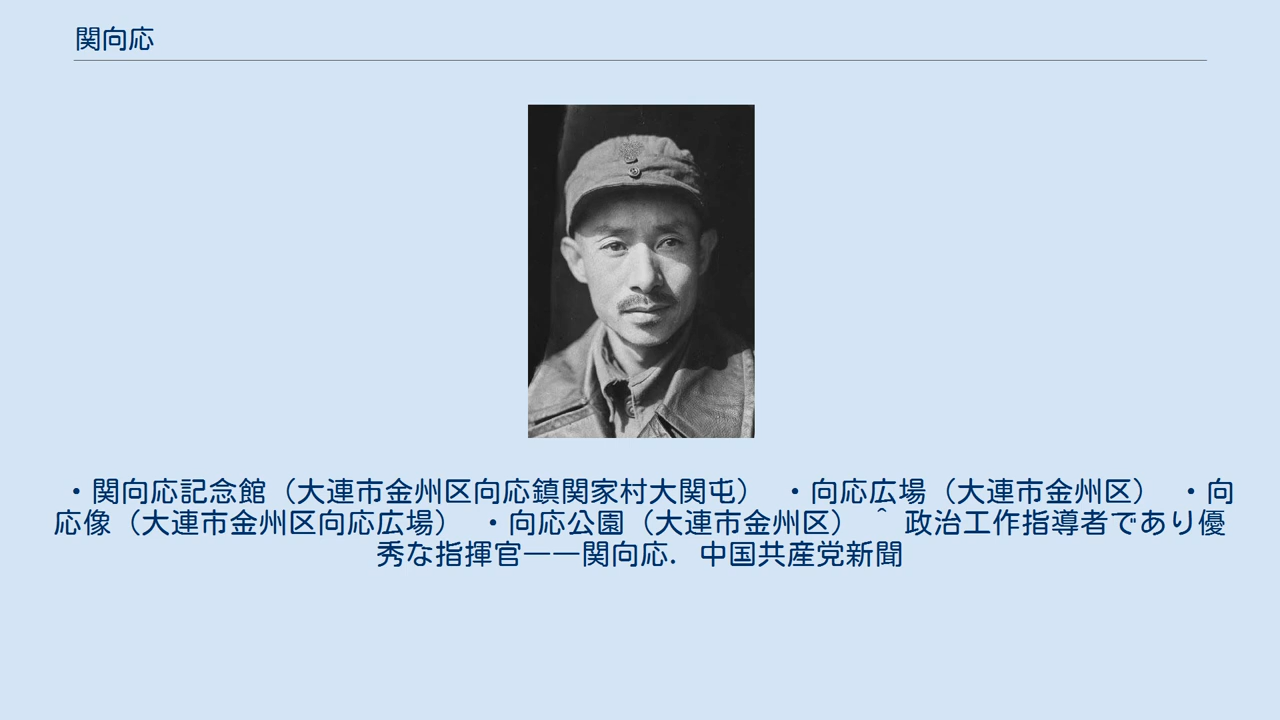 関向応
・関向応記念館（大連市金州区向応鎮関家村大関屯）　・向応広場（大連市金州区）　・向
応像（大連市金州区向応広場）　・向応公園（大連市金州区） ＾ 政治工作指導者であり優
秀な指揮官——関向応．中国共産党新聞